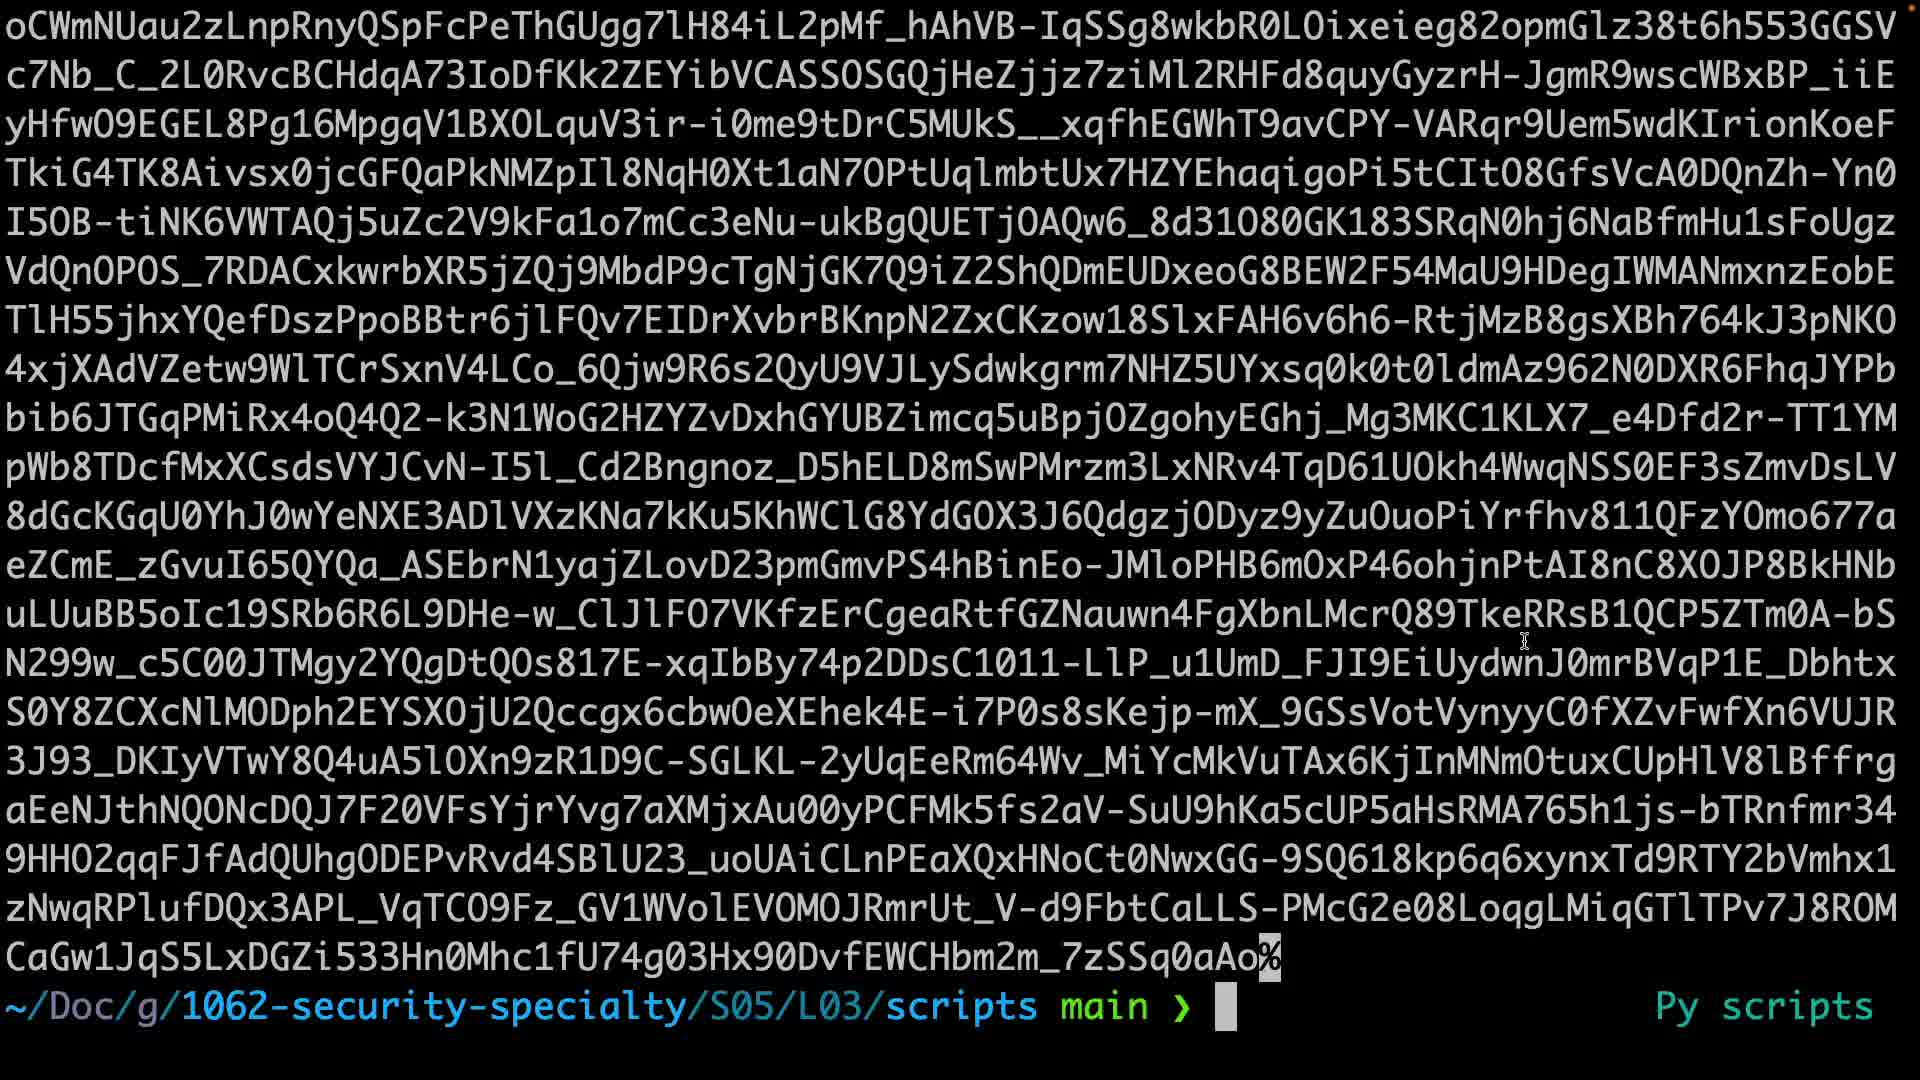 oCWmNUau2zLnpRnyQSpFcPeThGUgg7lH84iL2pMf_hAhVB-IqSSg8wkbR0LOixeieg82opmGlz38t6h553GGSV
c7Nb_C_2L0RvcBCHdqA73IoDfKk2ZEYibVCASSOSGQjHeZjjz7ziMl2RHFd8quyGyzrH-JgmR9wscWBxBP_iiE
yHfwO9EGEL8Pg16MpgqV1BXOLquV3ir-i0me9tDrC5MUkS__xqfhEGWhT9avCPY-VARqr9Uem5wdKIrionKoeF
TkiG4TK8Aivsx0jcGFQaPkNMZpIl8NqH0Xt1aN7OPtUqlmbtUx7HZYEhaqigoPi5tCItO8GfsVcA0DQnZh-Yn0
I5OB-tiNK6VWTAQj5uZc2V9kFa1o7mCc3eNu-ukBgQUETjOAQw6_8d31O80GK183SRqN0hj6NaBfmHu1sFoUgz
VdQnOPOS_7RDACxkwrbXR5jZQj9MbdP9cTgNjGK7Q9iZ2ShQDmEUDxeoG8BEW2F54MaU9HDegIWMANmxnzEobE
TlH55jhxYQefDszPpoBBtr6jlFQv7EIDrXvbrBKnpN2ZxCKzow18SlxFAH6v6h6-RtjMzB8gsXBh764kJ3pNKO
4xjXAdVZetw9WlTCrSxnV4LCo_6Qjw9R6s2QyU9VJLySdwkgrm7NHZ5UYxsq0k0t0ldmAz962N0DXR6FhqJYPb
bib6JTGqPMiRx4oQ4Q2-k3N1WoG2HZYZvDxhGYUBZimcq5uBpjOZgohyEGhj_Mg3MKC1KLX7_e4Dfd2r-TT1YM
pWb8TDcfMxXCsdsVYJCvN-I5l_Cd2Bngnoz_D5hELD8mSwPMrzm3LxNRv4TqD61UOkh4WwqNSS0EF3sZmvDsLV
8dGcKGqU0YhJ0wYeNXE3ADlVXzKNa7kKu5KhWClG8YdGOX3J6QdgzjODyz9yZuOuoPiYrfhv811QFzYOmo677a
eZCmE_zGvuI65QYQa_ASEbrN1yajZLovD23pmGmvPS4hBinEo-JMloPHB6mOxP46ohjnPtAI8nC8XOJP8BkHNb
uLUuBB5oIc19SRb6R6L9DHe-w_ClJlFO7VKfzErCgeaRtfGZNauwn4FgXbnLMcrQ89TkeRRsB1QCP5ZTm0A-bS
N299w_c5C00JTMgy2YQgDtQOs817E-xqIbBy74p2DDsC1011-LlP_u1UmD_FJI9EiUydwnJ0mrBVqP1E_Dbhtx
S0Y8ZCXcNlMODph2EYSXOjU2Qccgx6cbwOeXEhek4E-i7P0s8sKejp-mX_9GSsVotVynyyC0fXZvFwfXn6VUJR
3J93_DKIyVTwY8Q4uA5lOXn9zR1D9C-SGLKL-2yUqEeRm64Wv_MiYcMkVuTAx6KjInMNmOtuxCUpHlV8lBffrg
aEeNJthNQONcDQJ7F20VFsYjrYvg7aXMjxAu00yPCFMk5fs2aV-SuU9hKa5cUP5aHsRMA765h1js-bTRnfmr34
9HHO2qqFJfAdQUhgODEPvRvd4SBlU23_uoUAiCLnPEaXQxHNoCt0NwxGG-9SQ618kp6q6xynxTd9RTY2bVmhx1
zNwqRPlufDQx3APL_VqTCO9Fz_GV1WVolEVOMOJRmrUt_V-d9FbtCaLLS-PMcG2e08LoqgLMiqGTlTPv7J8ROM
CaGw1JqS5LxDGZi533Hn0Mhc1fU74g03Hx90DvfEWCHbm2m_7zSSq0aAo%
~/Doc/g/1062-security-specialty/S05/L03/scripts main ❯ Py scripts